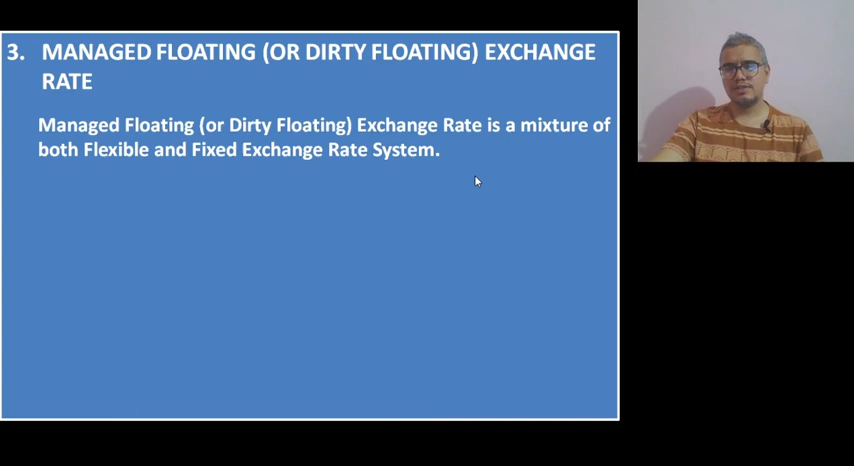 3. MANAGED FLOATING (OR DIRTY FLOATING) EXCHANGE
RATE
Managed Floating (or Dirty Floating) Exchange Rate is a mixture of
both Flexible and Fixed Exchange Rate System.